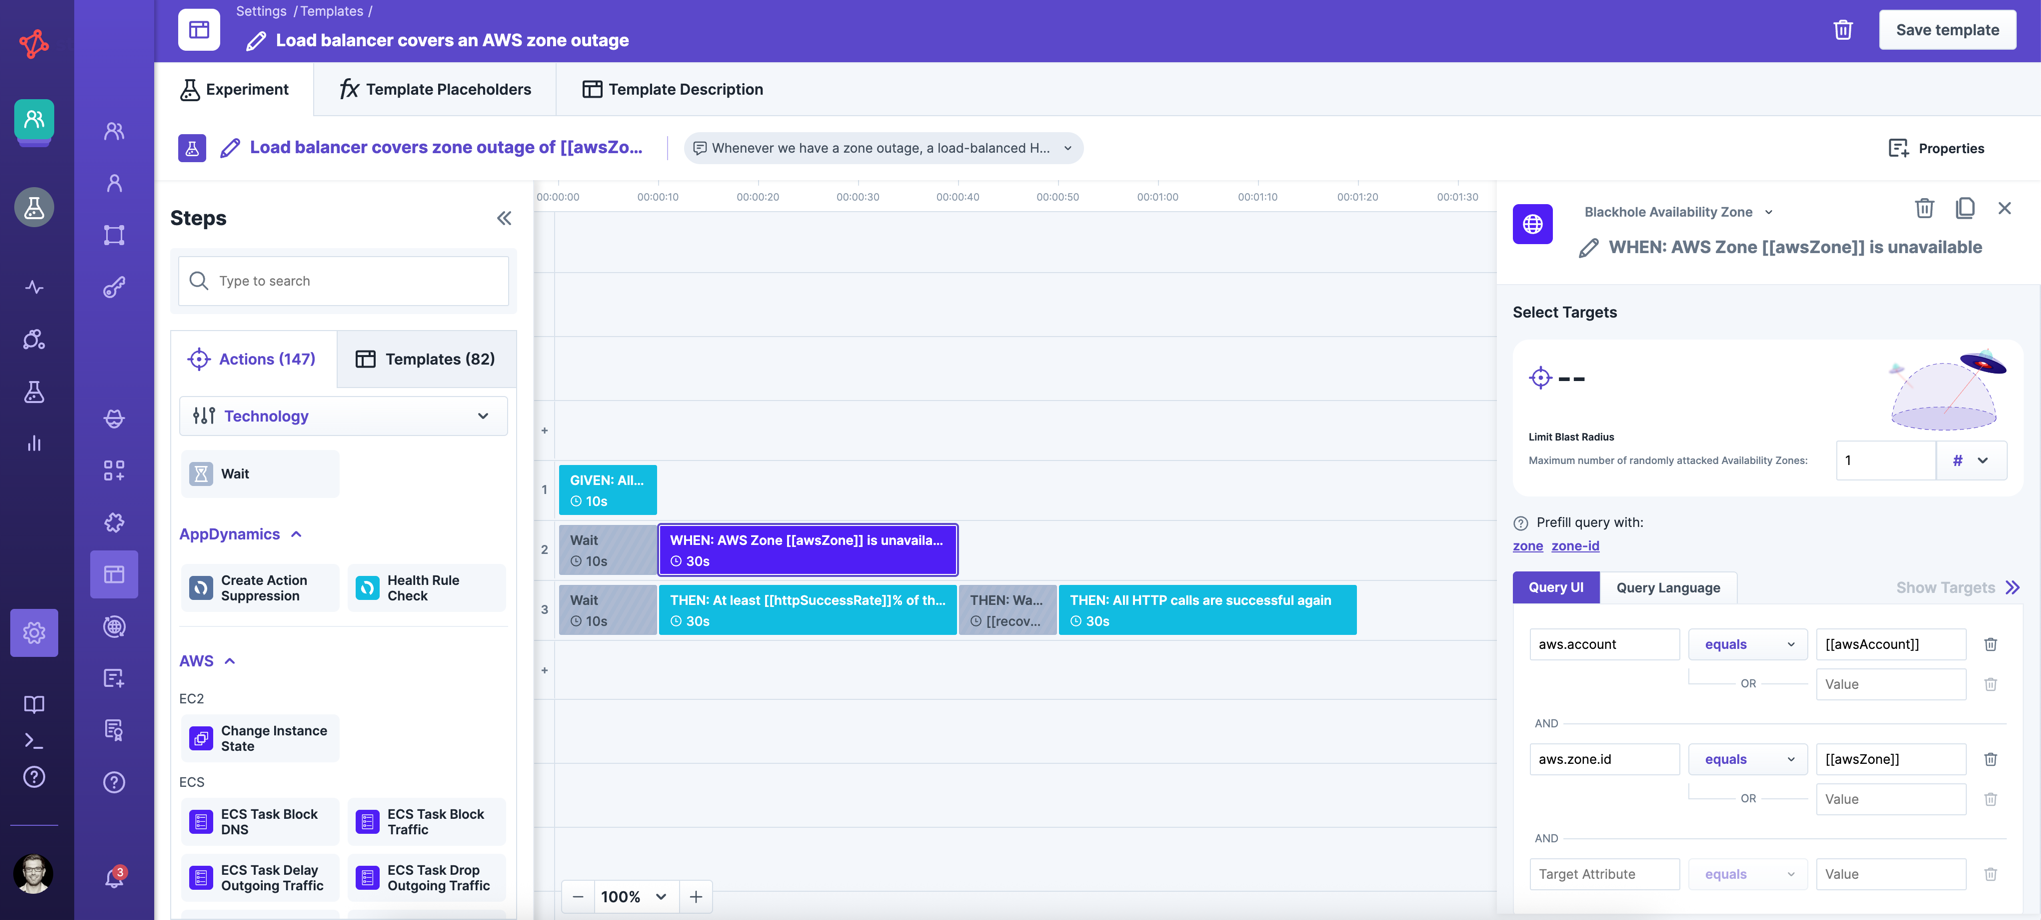 Settings / Templates /
Load balancer covers an AWS zone outage
Save template
Experiment
fx Template Placeholders
Template Description
Load balancer covers zone outage of [[awsZo...
Whenever we have a zone outage, a load-balanced H...
Properties
Steps
Type to search
Actions (147)
Templates (82)
Technology
Wait
AppDynamics
Create Action
Suppression
Health Rule
Check
AWS
EC2
Change Instance
State
ECS
ECS Task Block
DNS
ECS Task Block
Traffic
ECS Task Delay
Outgoing Traffic
ECS Task Drop
Outgoing Traffic
3
00:00:00
00:00:10
00:00:20
00:00:30
00:00:40
00:00:50
00:01:00
00:01:10
00:01:20
00:01:30
+
1
GIVEN: All...
10s
2
Wait
10s
WHEN: AWS Zone [[awsZone]] is unavaila...
30s
3
Wait
10s
THEN: At least [[httpSuccessRate]]% of th...
30s
THEN: Wa...
[[recov...
THEN: All HTTP calls are successful again
30s
+
− 100% +
Blackhole Availability Zone
WHEN: AWS Zone [[awsZone]] is unavailable
Select Targets
--
Limit Blast Radius
Maximum number of randomly attacked Availability Zones:
1
#
Prefill query with:
zone zone-id
Query UI
Query Language
Show Targets
aws.account
equals
[[awsAccount]]
OR
Value
AND
aws.zone.id
equals
[[awsZone]]
OR
Value
AND
Target Attribute
equals
Value